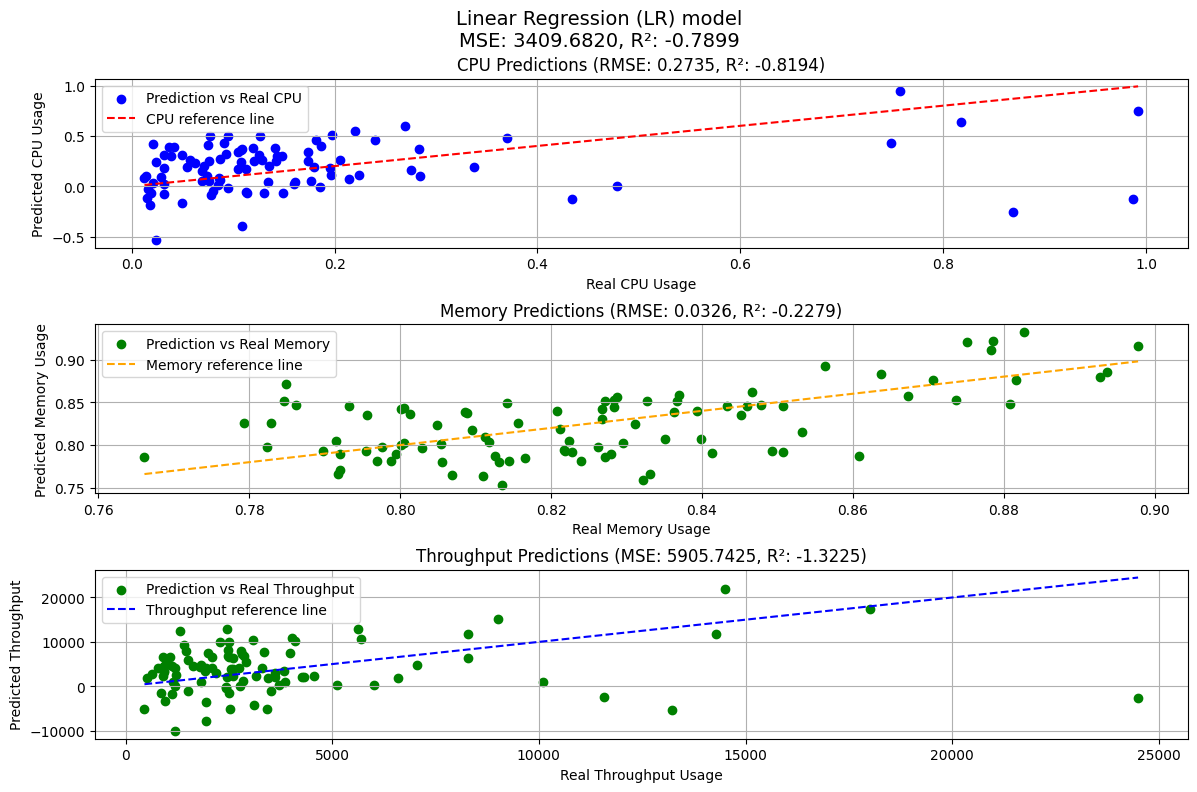 Linear Regression (LR) model
MSE: 3409.6820, R²: -0.7899
CPU Predictions (RMSE: 0.2735, R²: -0.8194)
Prediction vs Real CPU
CPU reference line
Predicted CPU Usage
1.0
0.5
0.0
−0.5
0.0 0.2 0.4 0.6 0.8 1.0
Real CPU Usage
Memory Predictions (RMSE: 0.0326, R²: -0.2279)
Prediction vs Real Memory
Memory reference line
Predicted Memory Usage
0.90
0.85
0.80
0.75
0.76 0.78 0.80 0.82 0.84 0.86 0.88 0.90
Real Memory Usage
Throughput Predictions (MSE: 5905.7425, R²: -1.3225)
Prediction vs Real Throughput
Throughput reference line
Predicted Throughput
20000
10000
0
−10000
0 5000 10000 15000 20000 25000
Real Throughput Usage